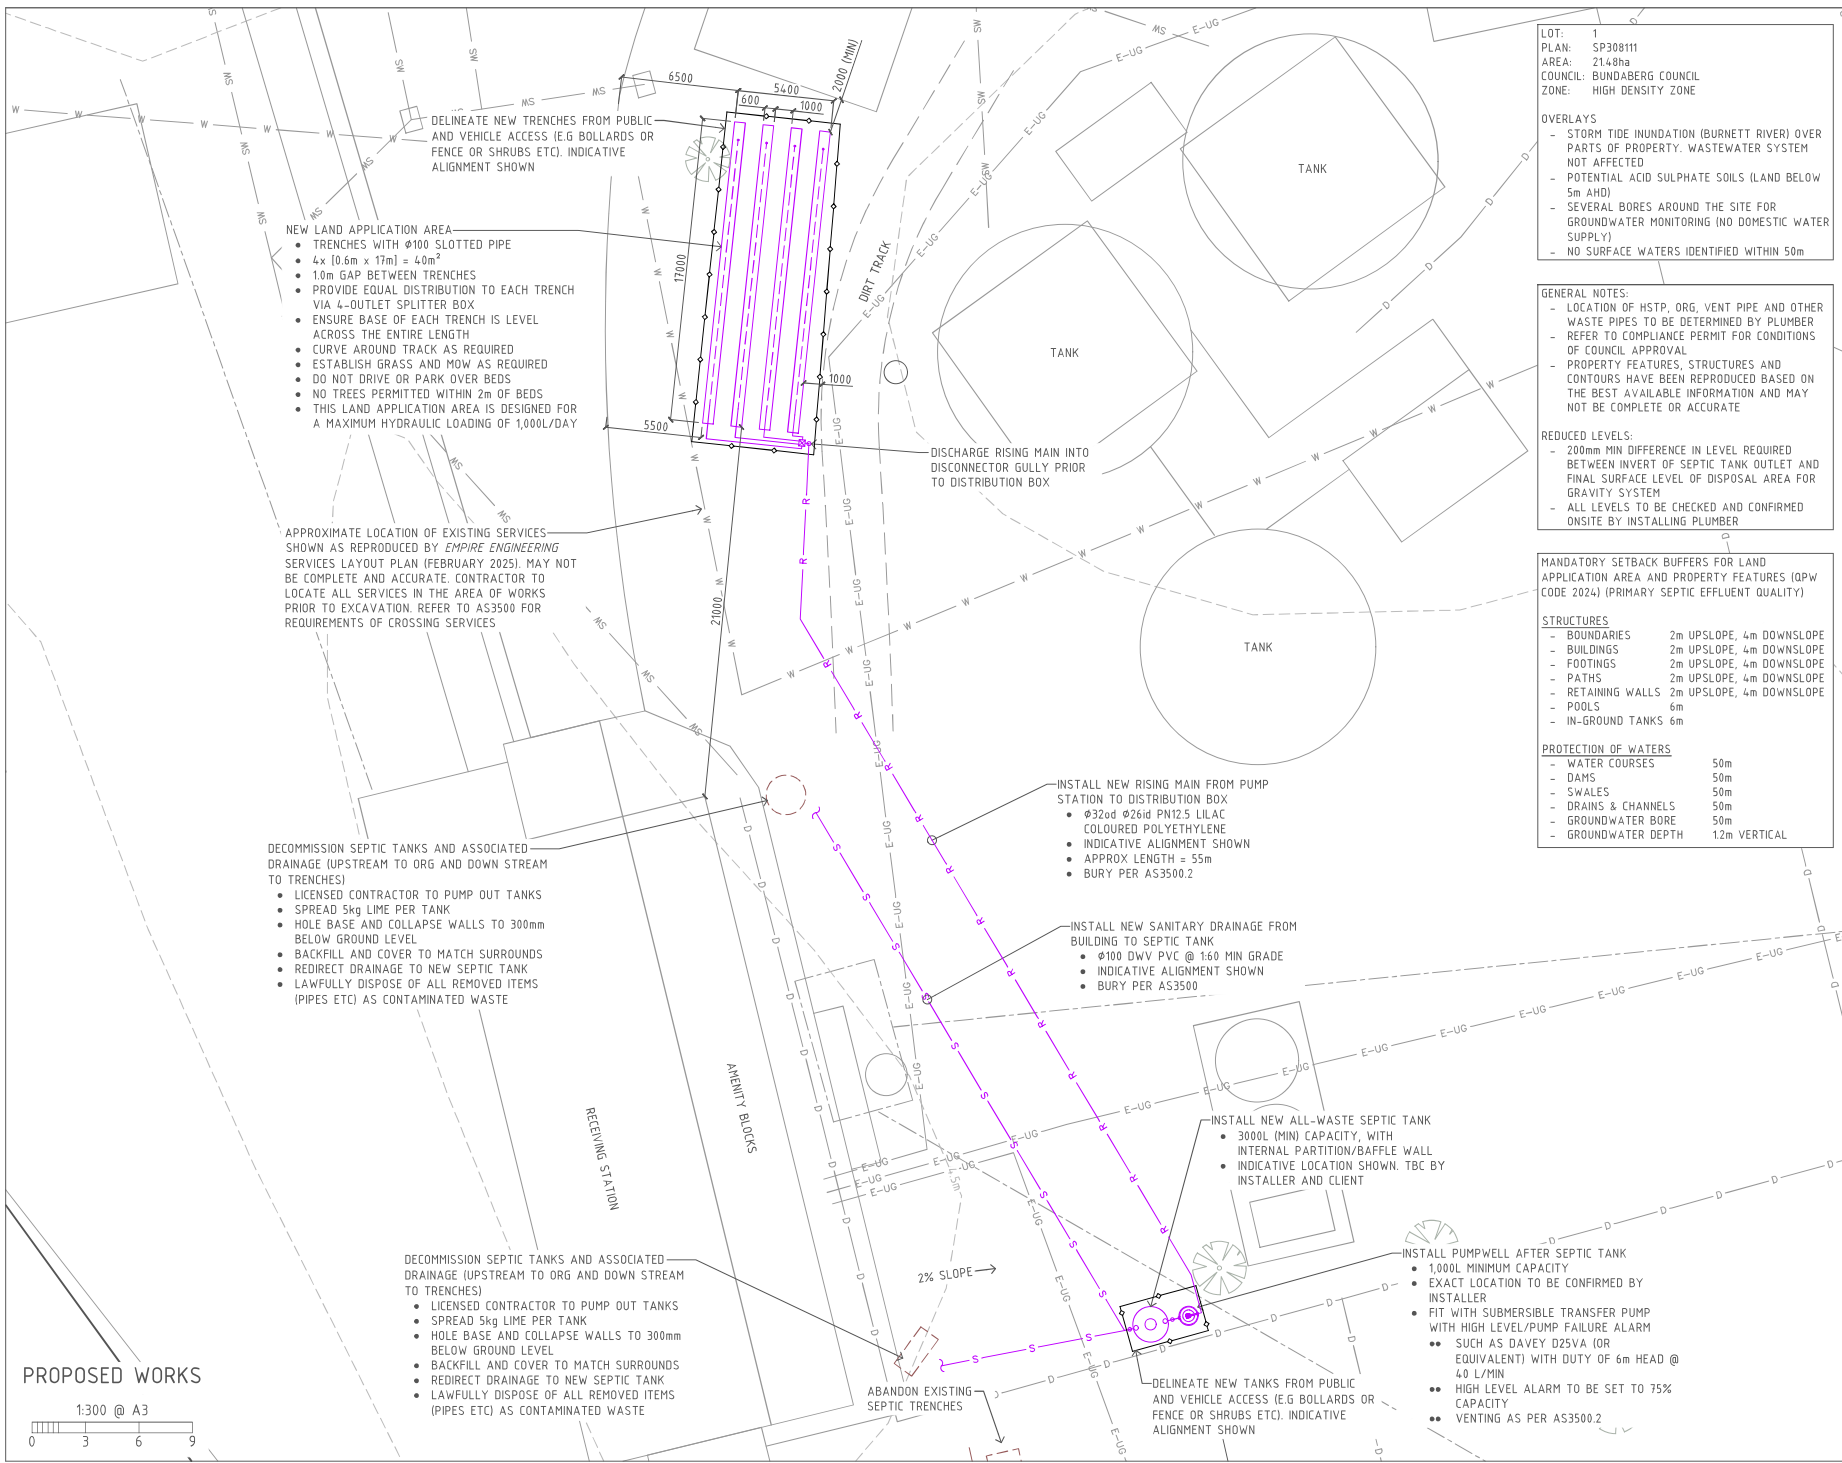 LOT: 1
PLAN: SP308111
AREA: 21.48ha
COUNCIL: BUNDABERG COUNCIL
ZONE: HIGH DENSITY ZONE
OVERLAYS
- STORM TIDE INUNDATION (BURNETT RIVER) OVER
PARTS OF PROPERTY. WASTEWATER SYSTEM
NOT AFFECTED
- POTENTIAL ACID SULPHATE SOILS (LAND BELOW
5m AHD)
- SEVERAL BORES AROUND THE SITE FOR
GROUNDWATER MONITORING (NO DOMESTIC WATER
SUPPLY)
- NO SURFACE WATERS IDENTIFIED WITHIN 50m
GENERAL NOTES:
- LOCATION OF HSTP, ORG, VENT PIPE AND OTHER
WASTE PIPES TO BE DETERMINED BY PLUMBER
- REFER TO COMPLIANCE PERMIT FOR CONDITIONS
OF COUNCIL APPROVAL
- PROPERTY FEATURES, STRUCTURES AND
CONTOURS HAVE BEEN REPRODUCED BASED ON
THE BEST AVAILABLE INFORMATION AND MAY
NOT BE COMPLETE OR ACCURATE
REDUCED LEVELS:
- 200mm MIN DIFFERENCE IN LEVEL REQUIRED
BETWEEN INVERT OF SEPTIC TANK OUTLET AND
FINAL SURFACE LEVEL OF DISPOSAL AREA FOR
GRAVITY SYSTEM
- ALL LEVELS TO BE CHECKED AND CONFIRMED
ONSITE BY INSTALLING PLUMBER
MANDATORY SETBACK BUFFERS FOR LAND
APPLICATION AREA AND PROPERTY FEATURES (QPW
CODE 2024) (PRIMARY SEPTIC EFFLUENT QUALITY)
STRUCTURES
- BOUNDARIES 2m UPSLOPE, 4m DOWNSLOPE
- BUILDINGS 2m UPSLOPE, 4m DOWNSLOPE
- FOOTINGS 2m UPSLOPE, 4m DOWNSLOPE
- PATHS 2m UPSLOPE, 4m DOWNSLOPE
- RETAINING WALLS 2m UPSLOPE, 4m DOWNSLOPE
- POOLS 6m
- IN-GROUND TANKS 6m
PROTECTION OF WATERS
- WATER COURSES 50m
- DAMS 50m
- SWALES 50m
- DRAINS & CHANNELS 50m
- GROUNDWATER BORE 50m
- GROUNDWATER DEPTH 1.2m VERTICAL
6500
5400
2000 (MIN)
600
1000
17000
1000
5500
21000
DELINEATE NEW TRENCHES FROM PUBLIC
AND VEHICLE ACCESS (E.G BOLLARDS OR
FENCE OR SHRUBS ETC). INDICATIVE
ALIGNMENT SHOWN
NEW LAND APPLICATION AREA
● TRENCHES WITH Ø100 SLOTTED PIPE
● 4x [0.6m x 17m] = 40m²
● 1.0m GAP BETWEEN TRENCHES
● PROVIDE EQUAL DISTRIBUTION TO EACH TRENCH
VIA 4-OUTLET SPLITTER BOX
● ENSURE BASE OF EACH TRENCH IS LEVEL
ACROSS THE ENTIRE LENGTH
● CURVE AROUND TRACK AS REQUIRED
● ESTABLISH GRASS AND MOW AS REQUIRED
● DO NOT DRIVE OR PARK OVER BEDS
● NO TREES PERMITTED WITHIN 2m OF BEDS
● THIS LAND APPLICATION AREA IS DESIGNED FOR
A MAXIMUM HYDRAULIC LOADING OF 1,000L/DAY
DIRT TRACK
TANK
TANK
TANK
DISCHARGE RISING MAIN INTO
DISCONNECTOR GULLY PRIOR
TO DISTRIBUTION BOX
APPROXIMATE LOCATION OF EXISTING SERVICES
SHOWN AS REPRODUCED BY EMPIRE ENGINEERING
SERVICES LAYOUT PLAN (FEBRUARY 2025). MAY NOT
BE COMPLETE AND ACCURATE. CONTRACTOR TO
LOCATE ALL SERVICES IN THE AREA OF WORKS
PRIOR TO EXCAVATION. REFER TO AS3500 FOR
REQUIREMENTS OF CROSSING SERVICES
INSTALL NEW RISING MAIN FROM PUMP
STATION TO DISTRIBUTION BOX
● Ø32od Ø26id PN12.5 LILAC
COLOURED POLYETHYLENE
● INDICATIVE ALIGNMENT SHOWN
● APPROX LENGTH = 55m
● BURY PER AS3500.2
DECOMMISSION SEPTIC TANKS AND ASSOCIATED
DRAINAGE (UPSTREAM TO ORG AND DOWN STREAM
TO TRENCHES)
● LICENSED CONTRACTOR TO PUMP OUT TANKS
● SPREAD 5kg LIME PER TANK
● HOLE BASE AND COLLAPSE WALLS TO 300mm
BELOW GROUND LEVEL
● BACKFILL AND COVER TO MATCH SURROUNDS
● REDIRECT DRAINAGE TO NEW SEPTIC TANK
● LAWFULLY DISPOSE OF ALL REMOVED ITEMS
(PIPES ETC) AS CONTAMINATED WASTE
INSTALL NEW SANITARY DRAINAGE FROM
BUILDING TO SEPTIC TANK
● Ø100 DWV PVC @ 1:60 MIN GRADE
● INDICATIVE ALIGNMENT SHOWN
● BURY PER AS3500
AMENITY BLOCKS
RECEIVING STATION
INSTALL NEW ALL-WASTE SEPTIC TANK
● 3000L (MIN) CAPACITY, WITH
INTERNAL PARTITION/BAFFLE WALL
● INDICATIVE LOCATION SHOWN. TBC BY
INSTALLER AND CLIENT
DECOMMISSION SEPTIC TANKS AND ASSOCIATED
DRAINAGE (UPSTREAM TO ORG AND DOWN STREAM
TO TRENCHES)
● LICENSED CONTRACTOR TO PUMP OUT TANKS
● SPREAD 5kg LIME PER TANK
● HOLE BASE AND COLLAPSE WALLS TO 300mm
BELOW GROUND LEVEL
● BACKFILL AND COVER TO MATCH SURROUNDS
● REDIRECT DRAINAGE TO NEW SEPTIC TANK
● LAWFULLY DISPOSE OF ALL REMOVED ITEMS
(PIPES ETC) AS CONTAMINATED WASTE
2% SLOPE
INSTALL PUMPWELL AFTER SEPTIC TANK
● 1,000L MINIMUM CAPACITY
● EXACT LOCATION TO BE CONFIRMED BY
INSTALLER
● FIT WITH SUBMERSIBLE TRANSFER PUMP
WITH HIGH LEVEL/PUMP FAILURE ALARM
●● SUCH AS DAVEY D25VA (OR
EQUIVALENT) WITH DUTY OF 6m HEAD @
40 L/MIN
●● HIGH LEVEL ALARM TO BE SET TO 75%
CAPACITY
●● VENTING AS PER AS3500.2
ABANDON EXISTING
SEPTIC TRENCHES
DELINEATE NEW TANKS FROM PUBLIC
AND VEHICLE ACCESS (E.G BOLLARDS OR
FENCE OR SHRUBS ETC). INDICATIVE
ALIGNMENT SHOWN
PROPOSED WORKS
1:300 @ A3
0 3 6 9